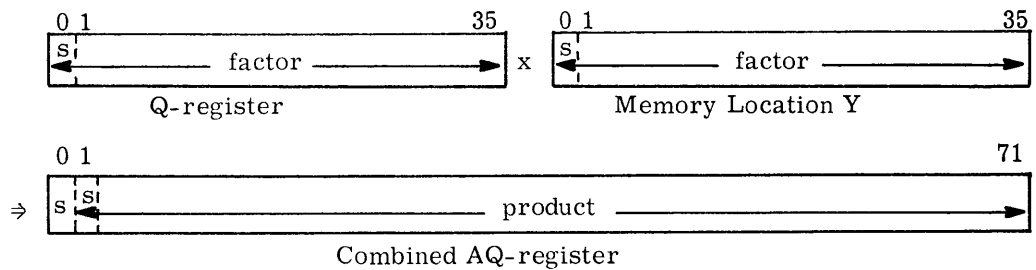 0 1 35 0 1 35
s factor x s factor
Q-register Memory Location Y
0 1 71
⇒ s s product
Combined AQ-register